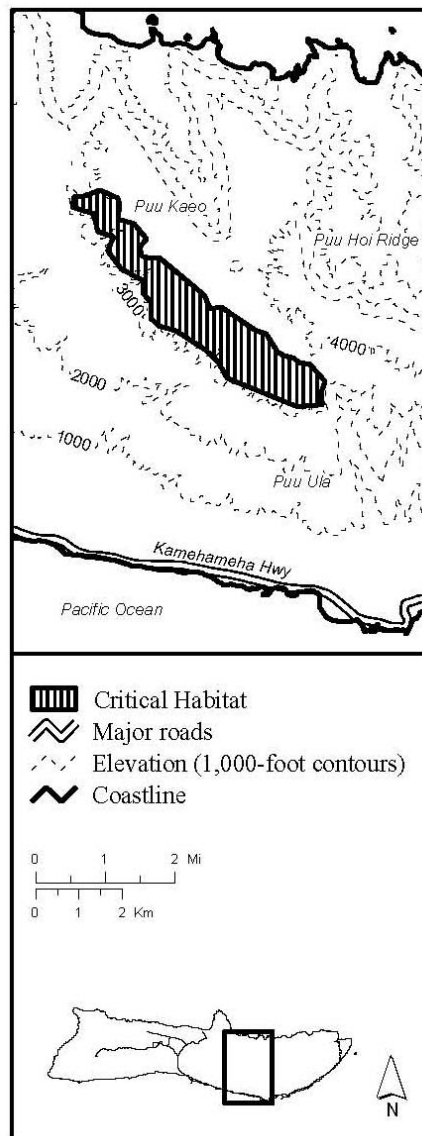 Puu Kaeo
Puu Hoi Ridge
3000
4000
2000
1000
Puu Ula
Kamehameha Hwy
Pacific Ocean
Critical Habitat
Major roads
Elevation (1,000-foot contours)
Coastline
0 1 2 Mi
0 1 2 Km
N